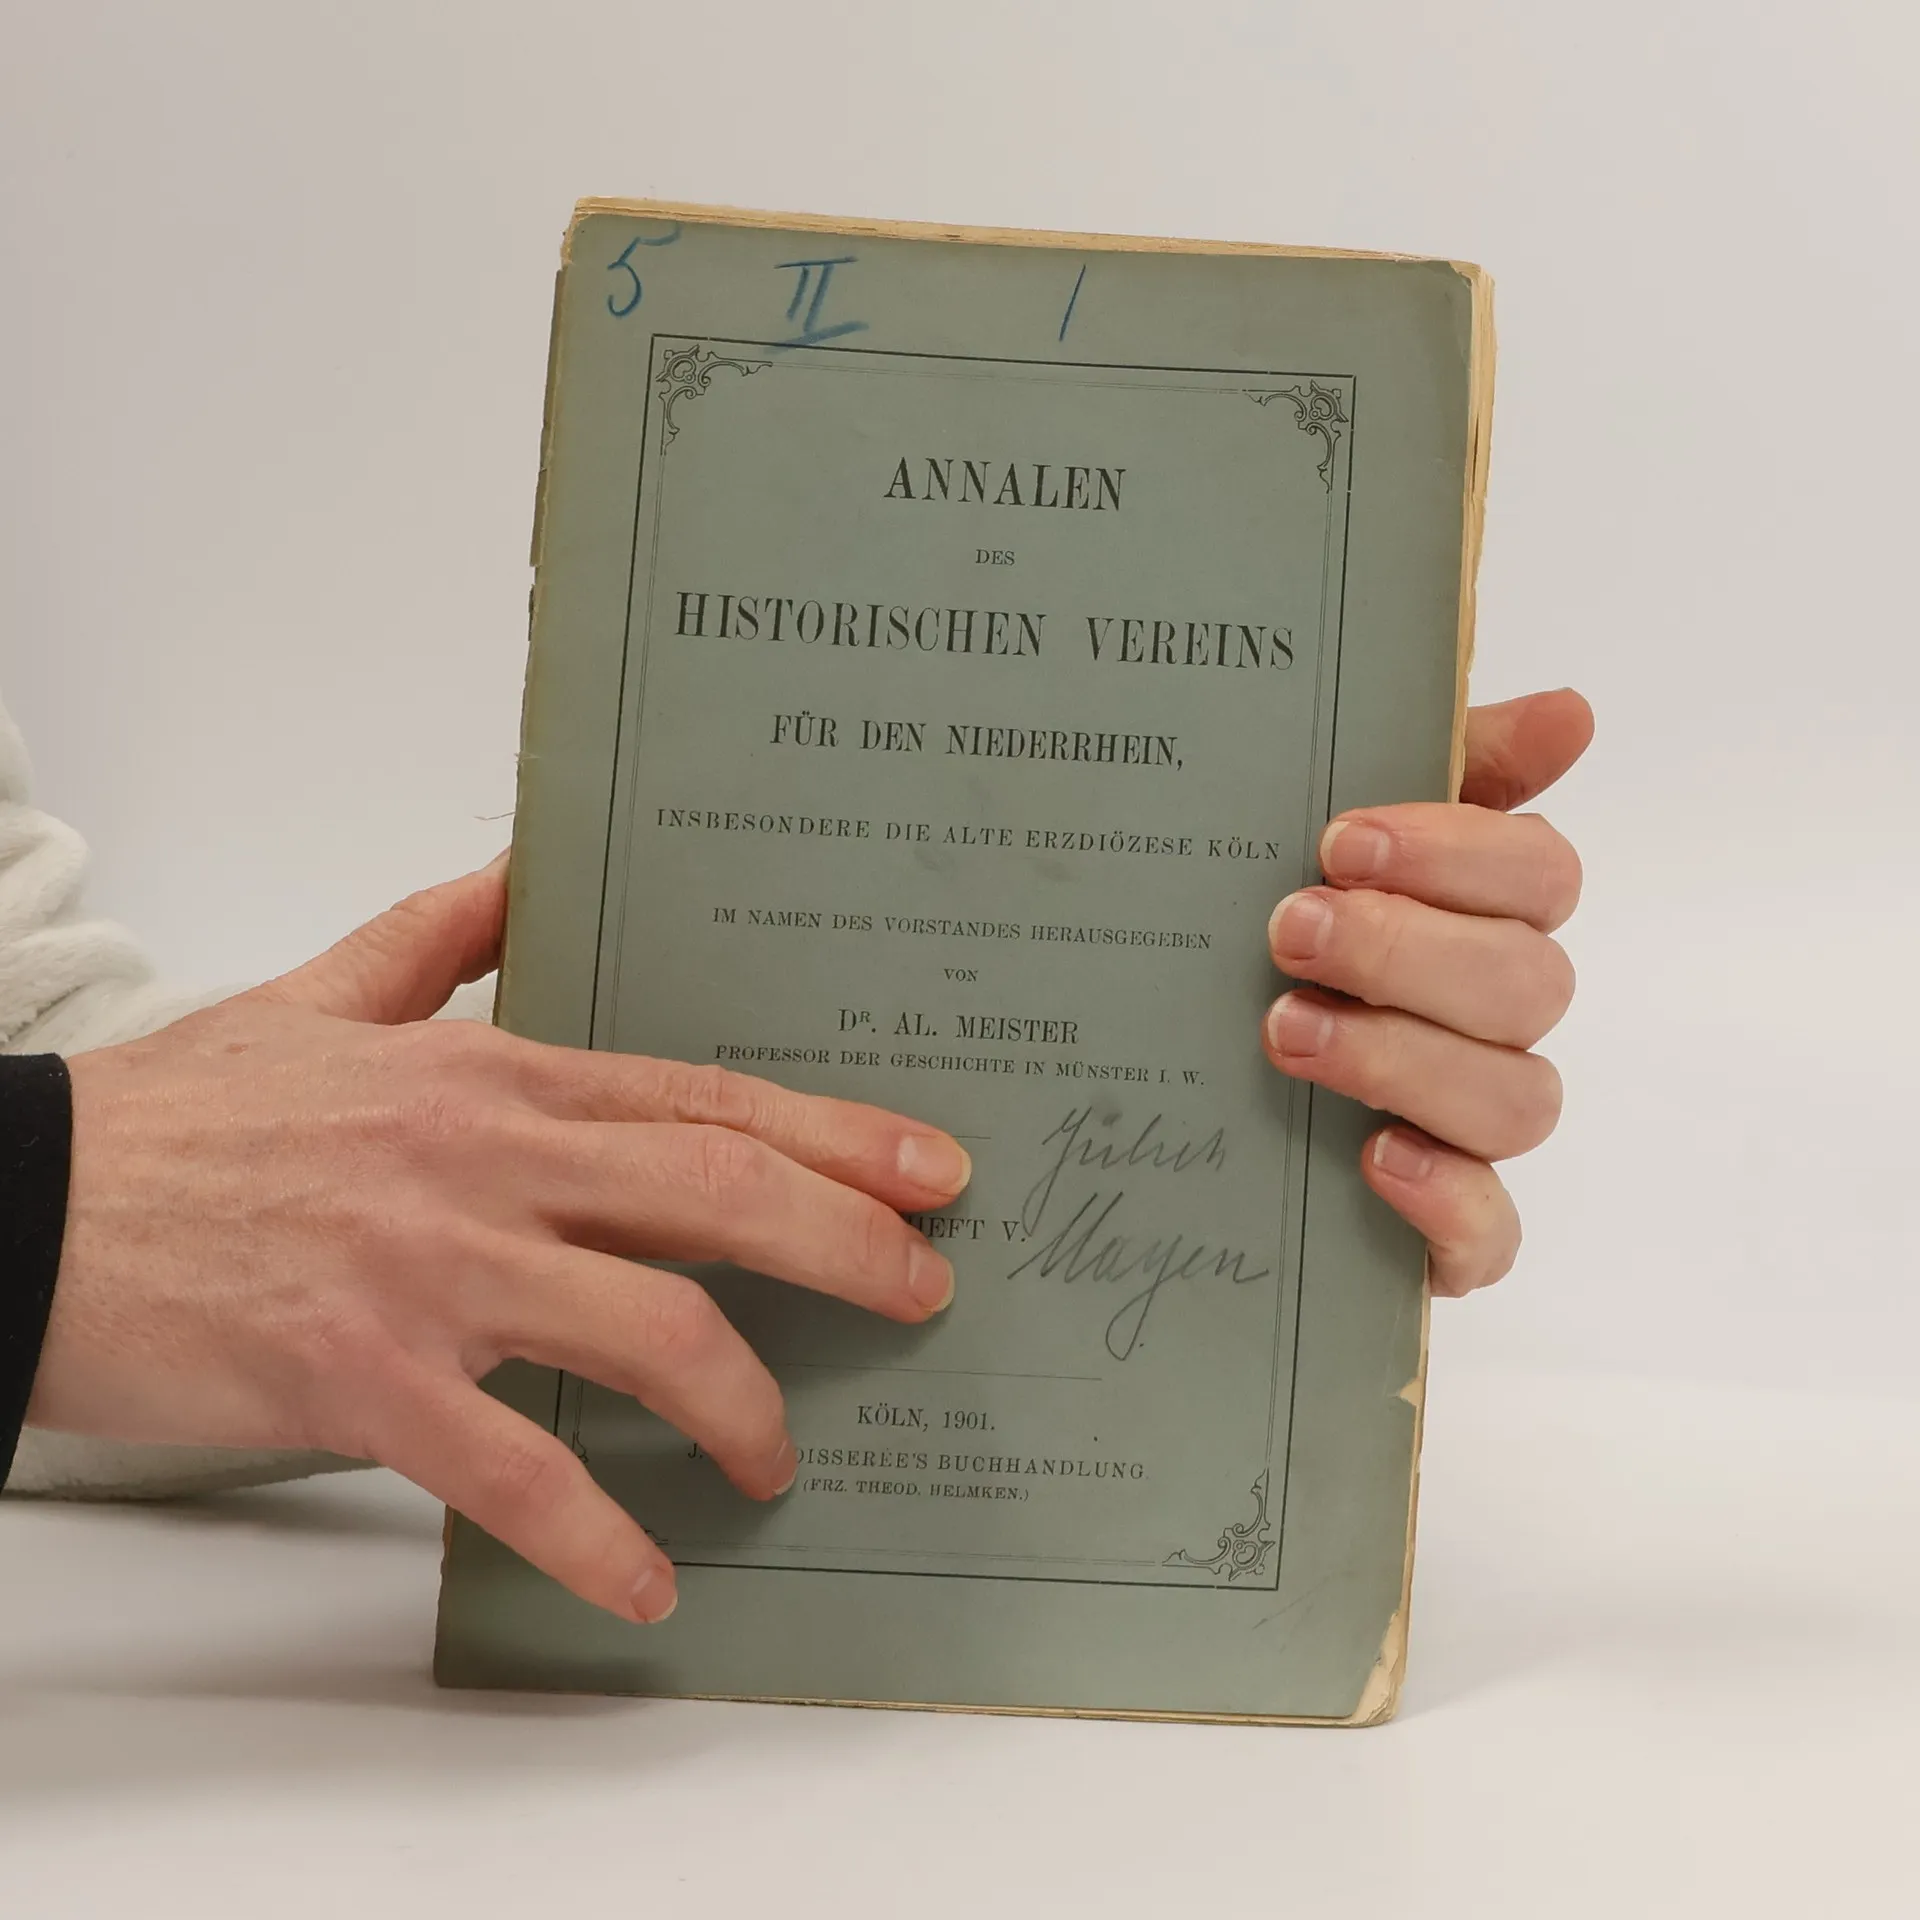 5 II 1
ANNALEN
DES
HISTORISCHEN VEREINS
FÜR DEN NIEDERRHEIN,
INSBESONDERE DIE ALTE ERZDIÖZESE KÖLN
IM NAMEN DES VORSTANDES HERAUSGEGEBEN
VON
DR. AL. MEISTER
PROFESSOR DER GESCHICHTE IN MÜNSTER I. W.
Jülich
HEFT V.
Mayen
KÖLN, 1901.
J. OISSERÉE'S BUCHHANDLUNG
(FRZ. THEOD. HELMKEN.)